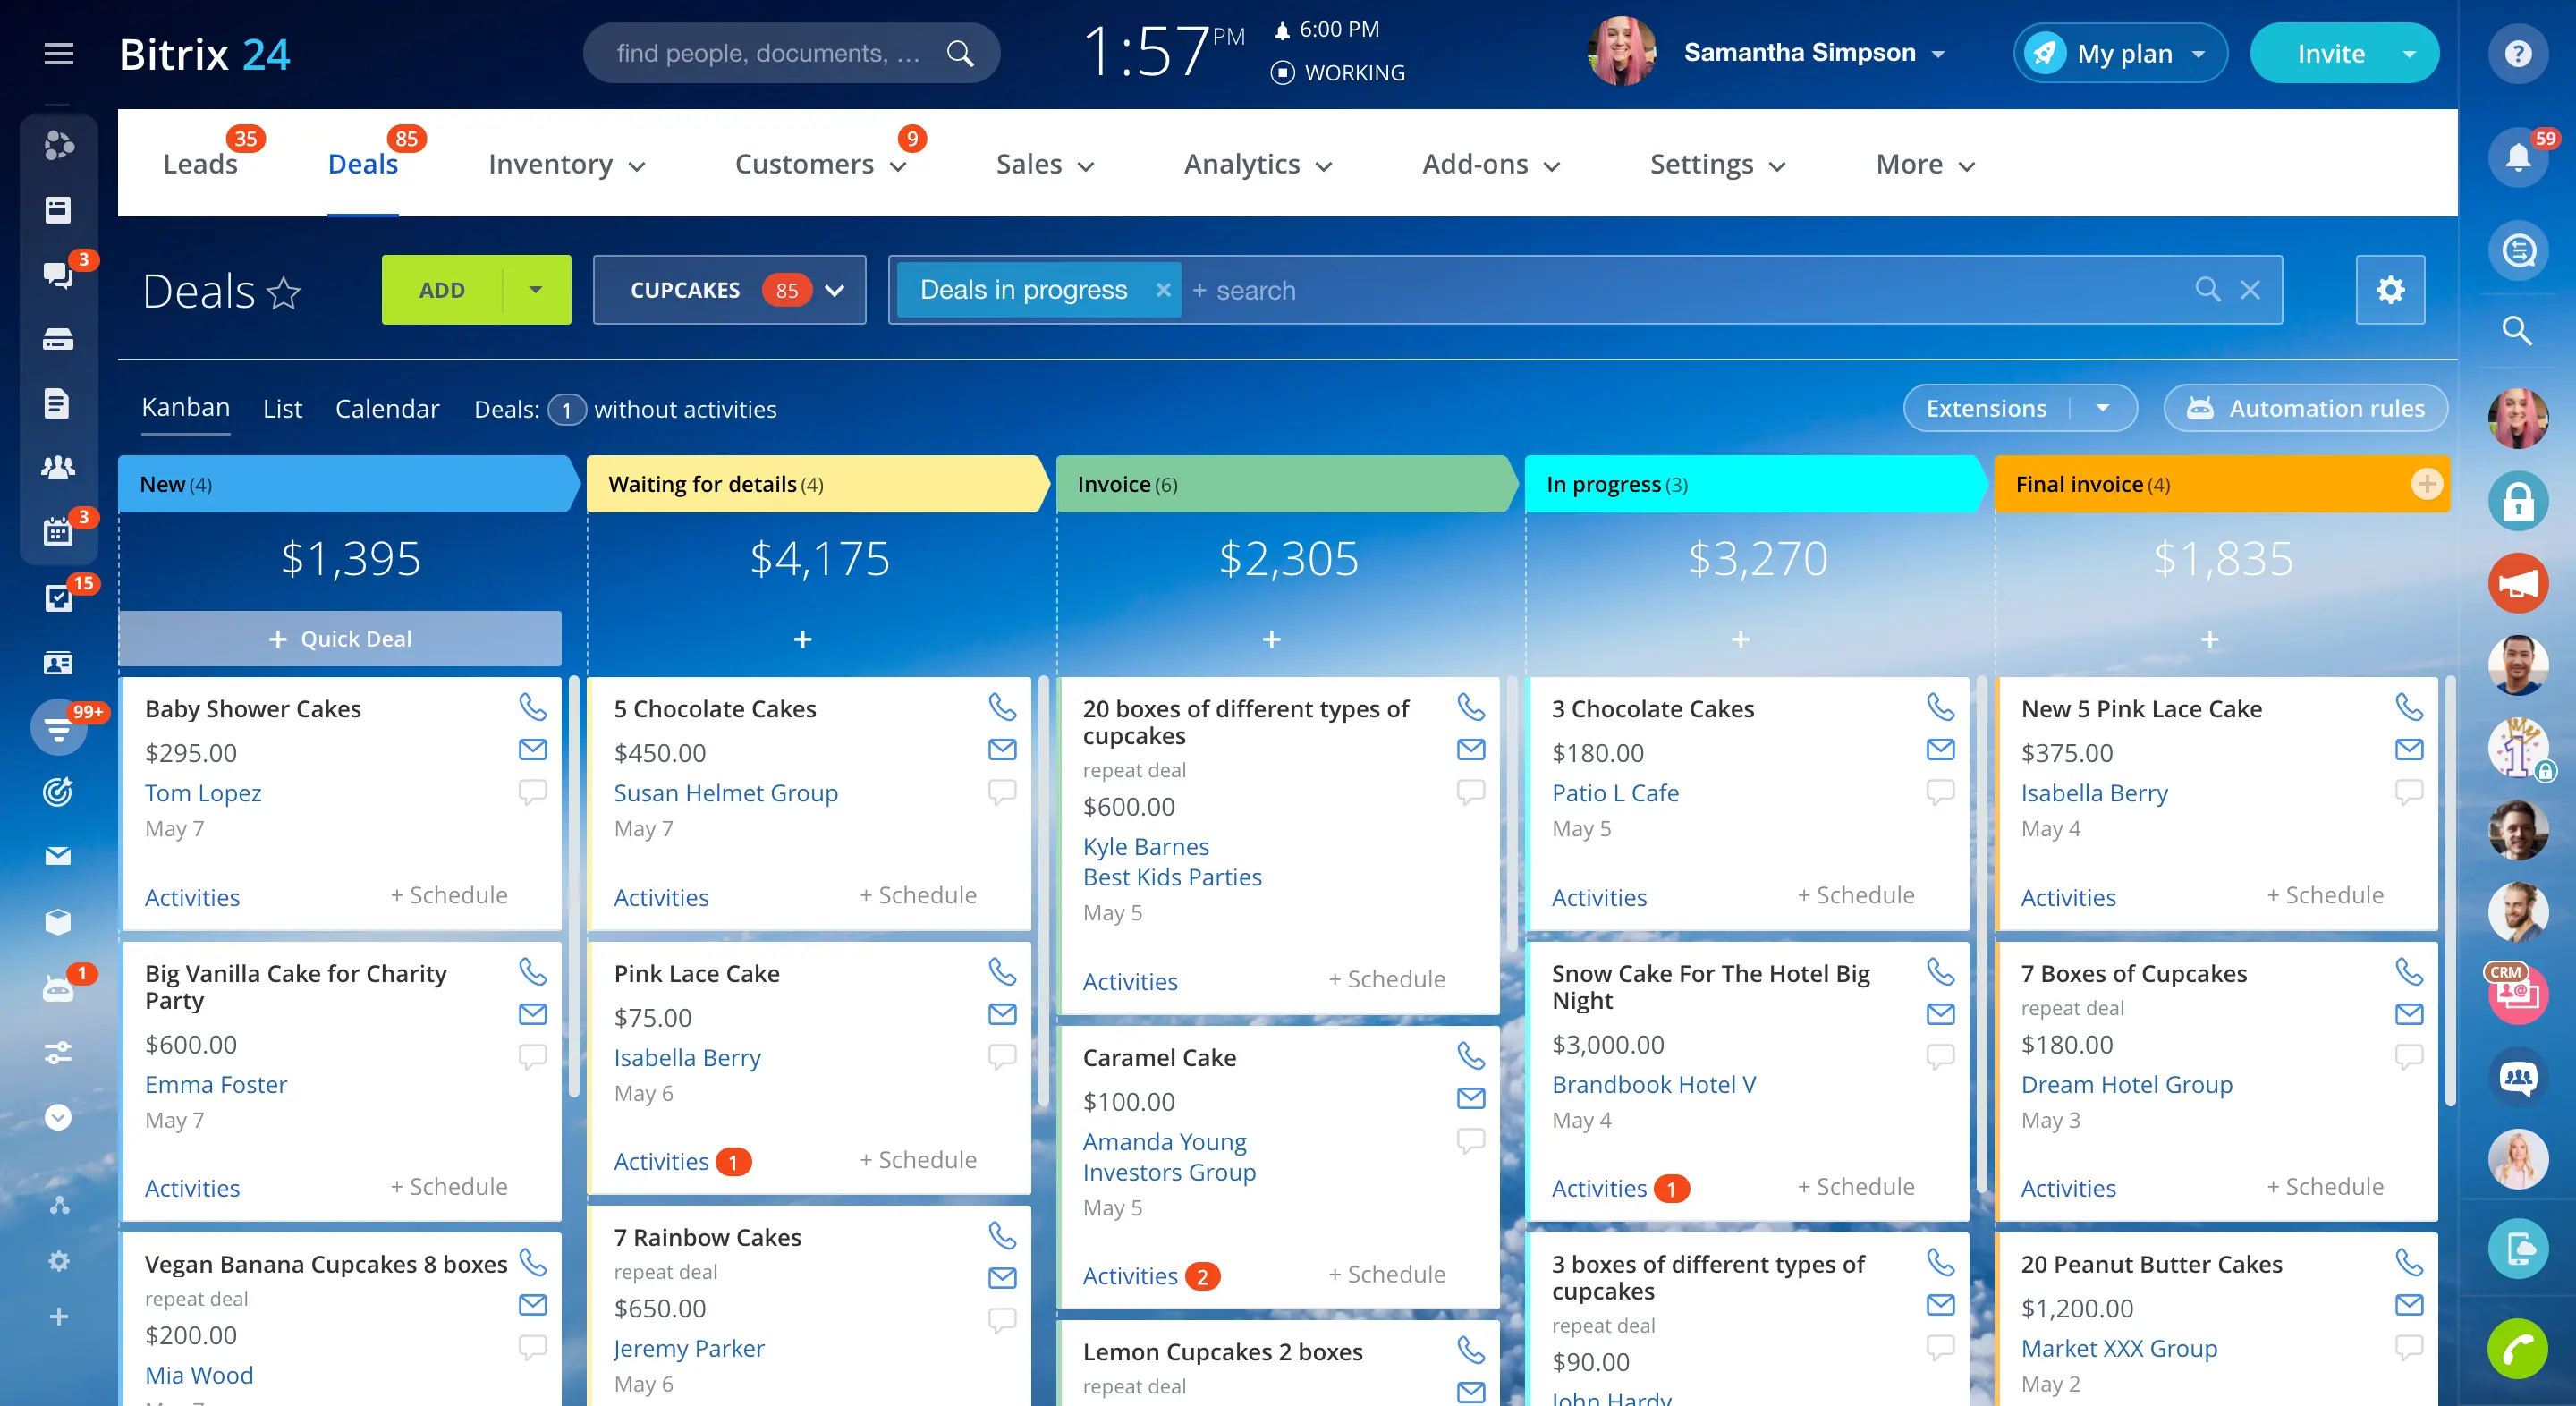 Bitrix 24
find people, documents, ...
1:57 PM
6:00 PM
WORKING
Samantha Simpson
My plan
Invite
?
Leads 35
Deals 85
Inventory
Customers 9
Sales
Analytics
Add-ons
Settings
More
59
3
3
15
99+
1
Deals
ADD
CUPCAKES 85
Deals in progress ×
+ search
Kanban
List
Calendar
Deals: 1 without activities
Extensions
Automation rules
New (4)
$1,395
+ Quick Deal
Baby Shower Cakes
$295.00
Tom Lopez
May 7
Activities
+ Schedule
Big Vanilla Cake for Charity
Party
$600.00
Emma Foster
May 7
Activities
+ Schedule
Vegan Banana Cupcakes 8 boxes
repeat deal
$200.00
Mia Wood
Waiting for details (4)
$4,175
+
5 Chocolate Cakes
$450.00
Susan Helmet Group
May 7
Activities
+ Schedule
Pink Lace Cake
$75.00
Isabella Berry
May 6
Activities 1
+ Schedule
7 Rainbow Cakes
repeat deal
$650.00
Jeremy Parker
May 6
Invoice (6)
$2,305
+
20 boxes of different types of
cupcakes
repeat deal
$600.00
Kyle Barnes
Best Kids Parties
May 5
Activities
+ Schedule
Caramel Cake
$100.00
Amanda Young
Investors Group
May 5
Activities 2
+ Schedule
Lemon Cupcakes 2 boxes
repeat deal
In progress (3)
$3,270
+
3 Chocolate Cakes
$180.00
Patio L Cafe
May 5
Activities
+ Schedule
Snow Cake For The Hotel Big
Night
$3,000.00
Brandbook Hotel V
May 4
Activities 1
+ Schedule
3 boxes of different types of
cupcakes
repeat deal
$90.00
John Hardy
Final invoice (4)
$1,835
+
New 5 Pink Lace Cake
$375.00
Isabella Berry
May 4
Activities
+ Schedule
7 Boxes of Cupcakes
repeat deal
$180.00
Dream Hotel Group
May 3
Activities
+ Schedule
20 Peanut Butter Cakes
$1,200.00
Market XXX Group
May 2
1
CRM